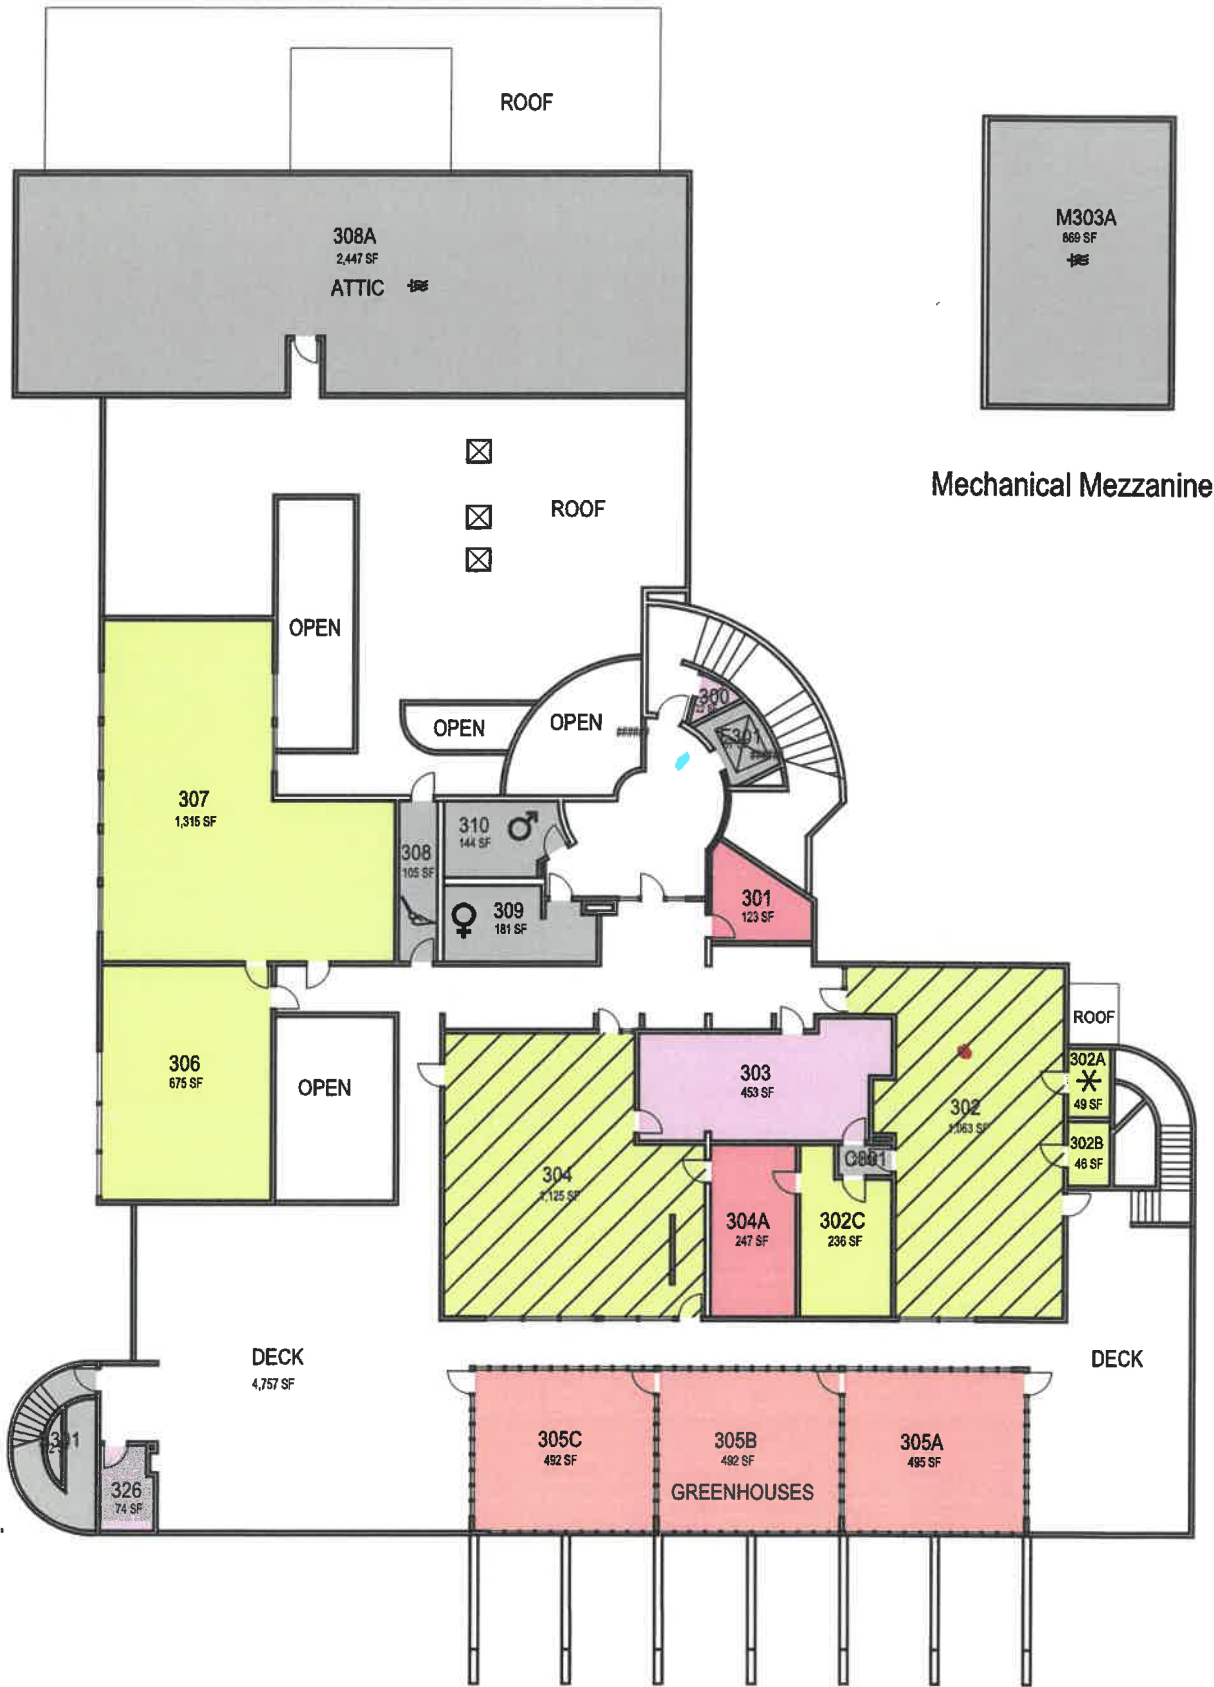 ROOF
308A
2,447 SF
ATTIC
M303A
869 SF
Mechanical Mezzanine
ROOF
OPEN
OPEN
OPEN
######
300
307
1,315 SF
308
105 SF
310
144 SF
309
181 SF
301
123 SF
306
675 SF
OPEN
303
453 SF
302
1,063 SF
ROOF
302A
49 SF
302B
46 SF
304
1,125 SF
304A
247 SF
302C
236 SF
DECK
4,757 SF
DECK
305C
492 SF
305B
492 SF
305A
495 SF
GREENHOUSES
326
74 SF